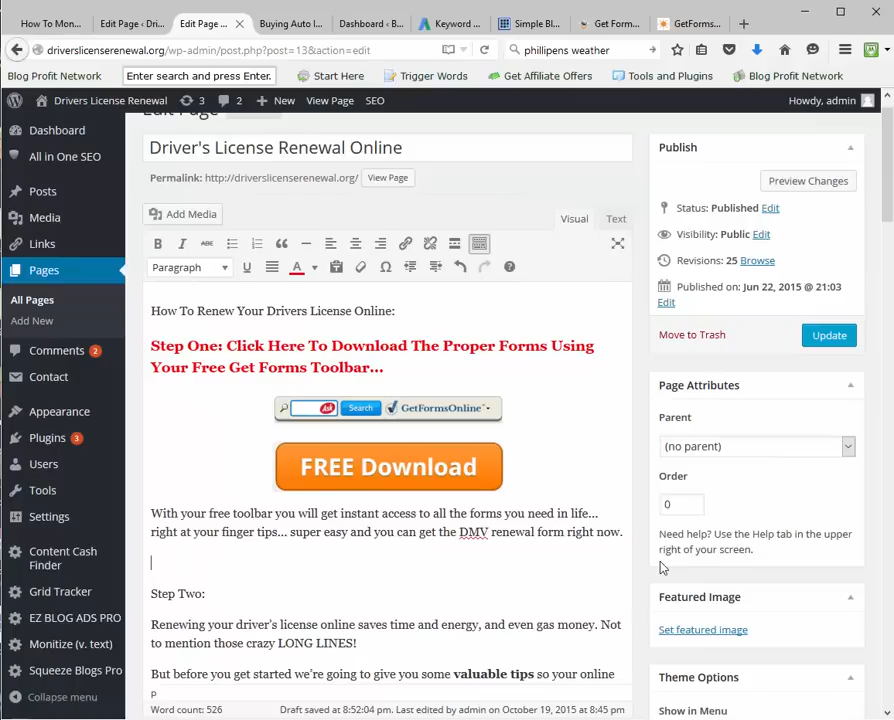 How To Mon...
Edit Page ‹ Dri...
Edit Page ...
Buying Auto I...
Dashboard ‹ B...
Keyword ...
Simple Bl...
Get Form...
GetForms...
driverslicenserenewal.org/wp-admin/post.php?post=13&action=edit
phillipens weather
Blog Profit Network
Enter search and press Enter.
Start Here
Trigger Words
Get Affiliate Offers
Tools and Plugins
Blog Profit Network
Drivers License Renewal
3
2
New
View Page
SEO
Howdy, admin
Dashboard
All in One SEO
Posts
Media
Links
Pages
All Pages
Add New
Comments 2
Contact
Appearance
Plugins 3
Users
Tools
Settings
Content Cash
Finder
Grid Tracker
EZ BLOG ADS PRO
Monitize (v. text)
Squeeze Blogs Pro
Collapse menu
Edit Page
Driver's License Renewal Online
Permalink: http://driverslicenserenewal.org/ View Page
Add Media
Visual
Text
ABC
Paragraph
How To Renew Your Drivers License Online:
Step One: Click Here To Download The Proper Forms Using
Your Free Get Forms Toolbar...
Ask Search GetFormsOnline
FREE Download
With your free toolbar you will get instant access to all the forms you need in life...
right at your finger tips... super easy and you can get the DMV renewal form right now.
Step Two:
Renewing your driver's license online saves time and energy, and even gas money. Not
to mention those crazy LONG LINES!
But before you get started we're going to give you some valuable tips so your online
p
Word count: 526
Draft saved at 8:52:04 pm. Last edited by admin on October 19, 2015 at 8:45 pm
Publish
Preview Changes
Status: Published Edit
Visibility: Public Edit
Revisions: 25 Browse
Published on: Jun 22, 2015 @ 21:03
Edit
Move to Trash
Update
Page Attributes
Parent
(no parent)
Order
0
Need help? Use the Help tab in the upper
right of your screen.
Featured Image
Set featured image
Theme Options
Show in Menu